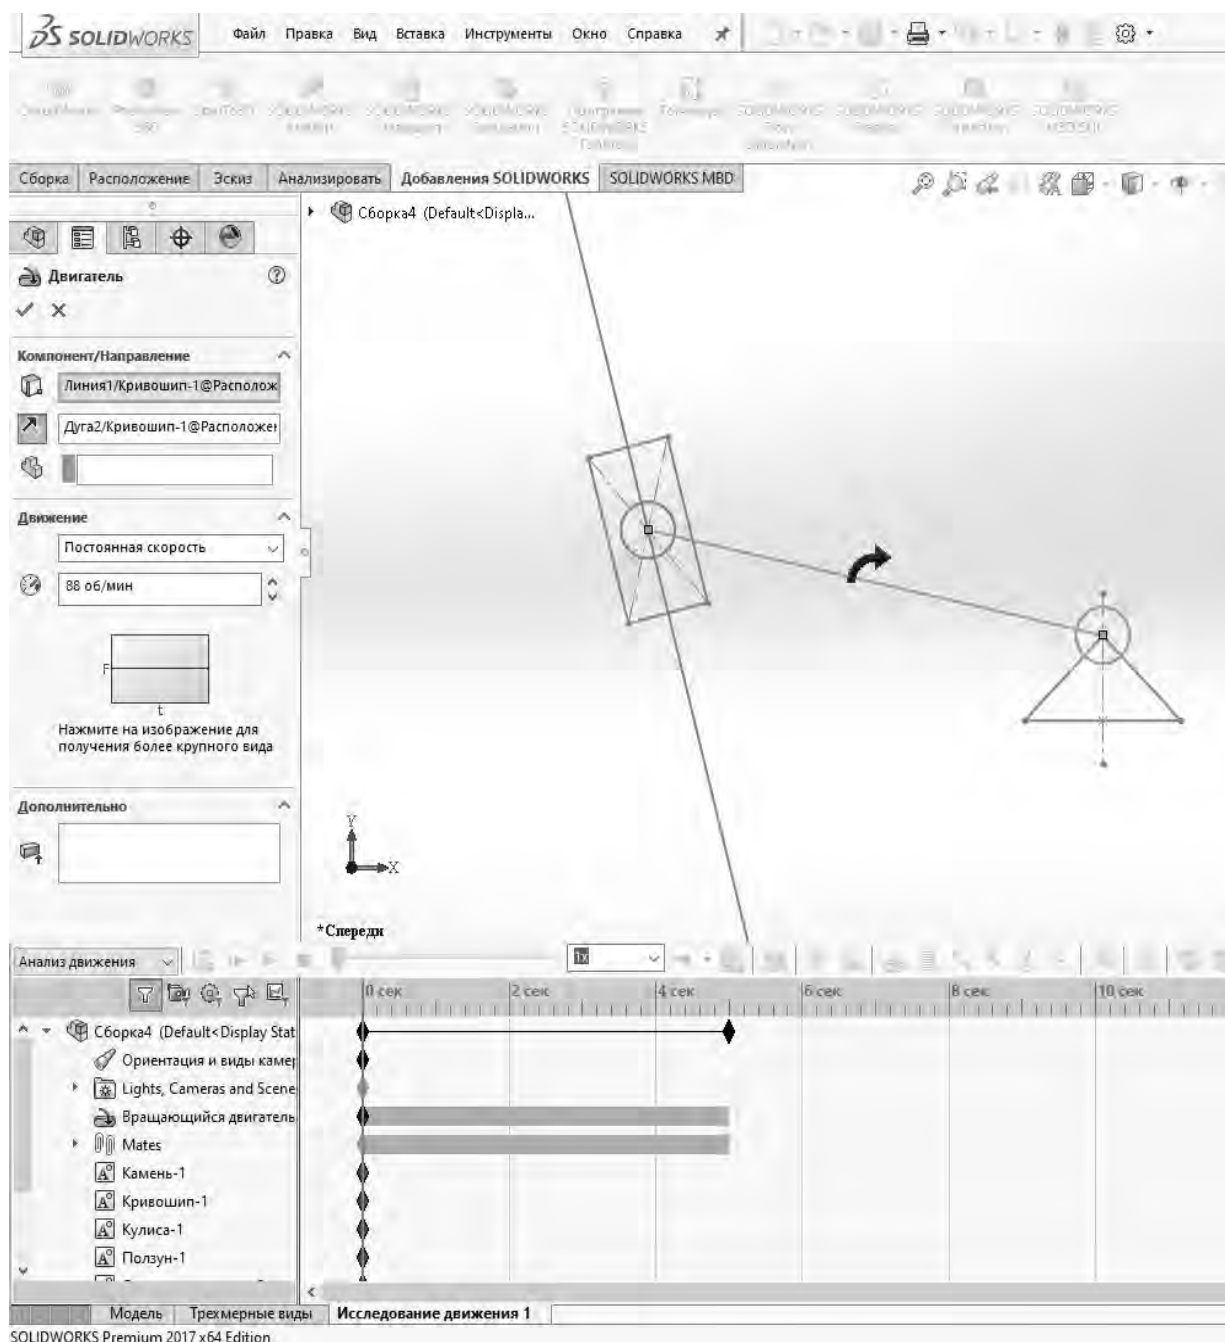 SOLIDWORKS Файл Правка Вид Вставка Инструменты Окно Справка
Сборка Расположение Эскиз Анализировать Добавления SOLIDWORKS SOLIDWORKS MBD
Сборка4 (Default<Displa...
Двигатель
Компонент/Направление
Линия1/Кривошип-1@Располож
Дуга2/Кривошип-1@Расположен
Движение
Постоянная скорость
88 об/мин
F
t
Нажмите на изображение для
получения более крупного вида
Дополнительно
Y
X
*Спереди
Анализ движения 1x
0 сек 2 сек 4 сек 6 сек 8 сек 10 сек
Сборка4 (Default<Display Stat
Ориентация и виды камер
Lights, Cameras and Scene
Вращающийся двигатель
Mates
Камень-1
Кривошип-1
Кулиса-1
Ползун-1
Модель Трехмерные виды Исследование движения 1
SOLIDWORKS Premium 2017 x64 Edition